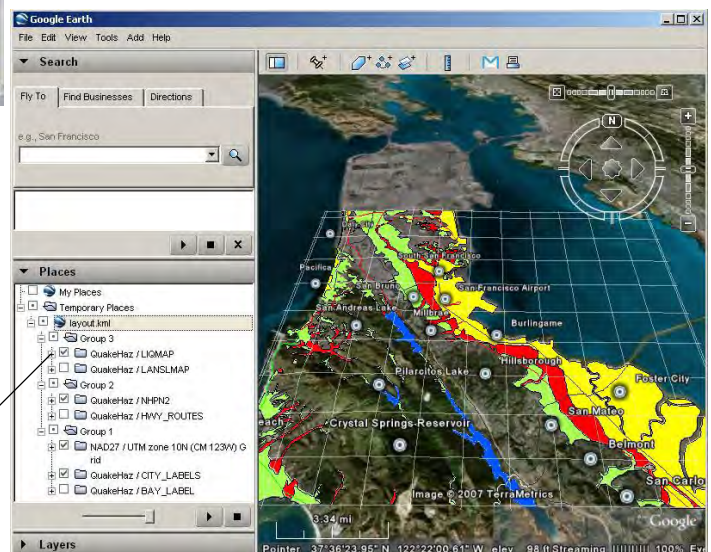 Google Earth
File Edit View Tools Add Help
Search
Fly To Find Businesses Directions
e.g., San Francisco
Places
My Places
Temporary Places
layout.kml
Group 3
QuakeHaz / LIQMAP
QuakeHaz / LANSLMAP
Group 2
QuakeHaz / NHPN2
QuakeHaz / HWY_ROUTES
Group 1
NAD27 / UTM zone 10N (CM 123W) G
rid
QuakeHaz / CITY_LABELS
QuakeHaz / BAY_LABEL
Layers
N
South San Francisco
Pacifica
San Bruno
San Francisco Airport
San Andreas Lake
Millbrae
Burlingame
Hillsborough
Pilarcitos Lake
Foster City
San Mateo
each
Crystal Springs Reservoir
Belmont
San Carlo
Image © 2007 TerraMetrics
3.34 mi
Google
Pointer 37°36'23.95" N 122°22'00.61" W elev 98 ft Streaming 100% Eye